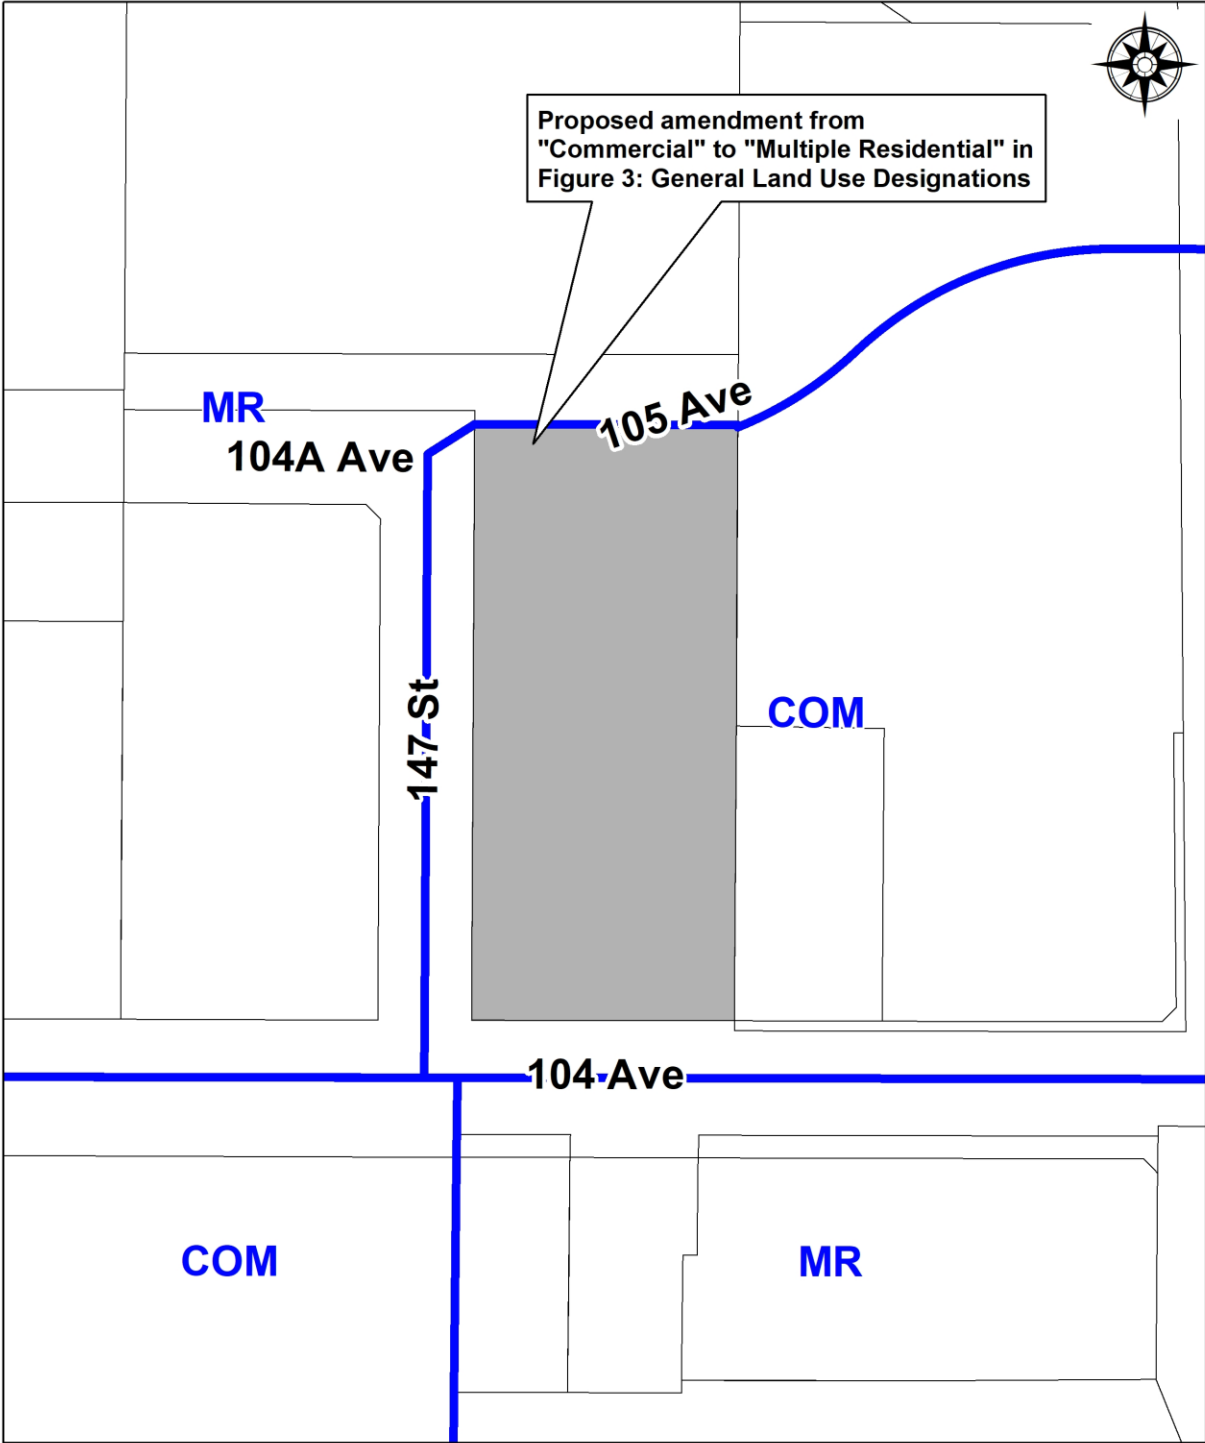 Proposed amendment from
"Commercial" to "Multiple Residential" in
Figure 3: General Land Use Designations
MR
105 Ave
104A Ave
147 St
COM
104 Ave
COM
MR